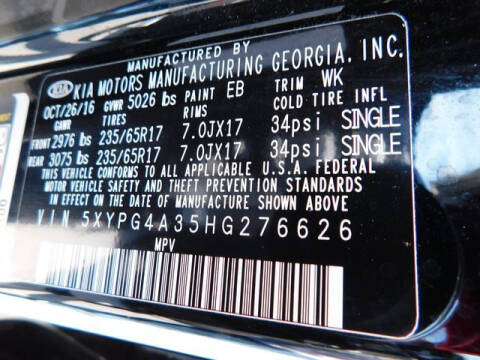 MANUFACTURED BY
KIA KIA MOTORS MANUFACTURING GEORGIA, INC.
OCT/26/16 GVWR 5026 lbs PAINT EB TRIM WK
GAWR TIRES RIMS COLD TIRE INFL
FRONT 2976 lbs 235/65R17 7.0JX17 34psi SINGLE
REAR 3075 lbs 235/65R17 7.0JX17 34psi SINGLE
THIS VEHICLE CONFORMS TO ALL APPLICABLE U.S.A. FEDERAL
MOTOR VEHICLE SAFETY AND THEFT PREVENTION STANDARDS
IN EFFECT ON THE DATE OF MANUFACTURE SHOWN ABOVE
VIN 5XYPG4A35HG276626
MPV